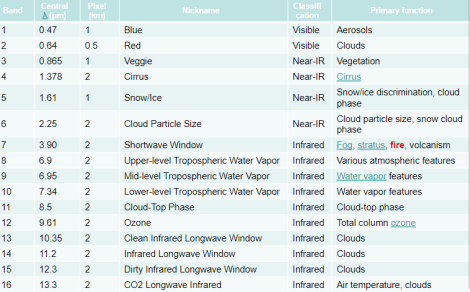 Band Central λ (μm) Pixel (km) Nickname Classifi cation Primary function
1 0.47 1 Blue Visible Aerosols
2 0.64 0.5 Red Visible Clouds
3 0.865 1 Veggie Near-IR Vegetation
4 1.378 2 Cirrus Near-IR Cirrus
5 1.61 1 Snow/Ice Near-IR Snow/ice discrimination, cloud
phase
6 2.25 2 Cloud Particle Size Near-IR Cloud particle size, snow cloud
phase
7 3.90 2 Shortwave Window Infrared Fog, stratus, fire, volcanism
8 6.9 2 Upper-level Tropospheric Water Vapor Infrared Various atmospheric features
9 6.95 2 Mid-level Tropospheric Water Vapor Infrared Water vapor features
10 7.34 2 Lower-level Tropospheric Water Vapor Infrared Water vapor features
11 8.5 2 Cloud-Top Phase Infrared Cloud-top phase
12 9.61 2 Ozone Infrared Total column ozone
13 10.35 2 Clean Infrared Longwave Window Infrared Clouds
14 11.2 2 Infrared Longwave Window Infrared Clouds
15 12.3 2 Dirty Infrared Longwave Window Infrared Clouds
16 13.3 2 CO2 Longwave Infrared Infrared Air temperature, clouds